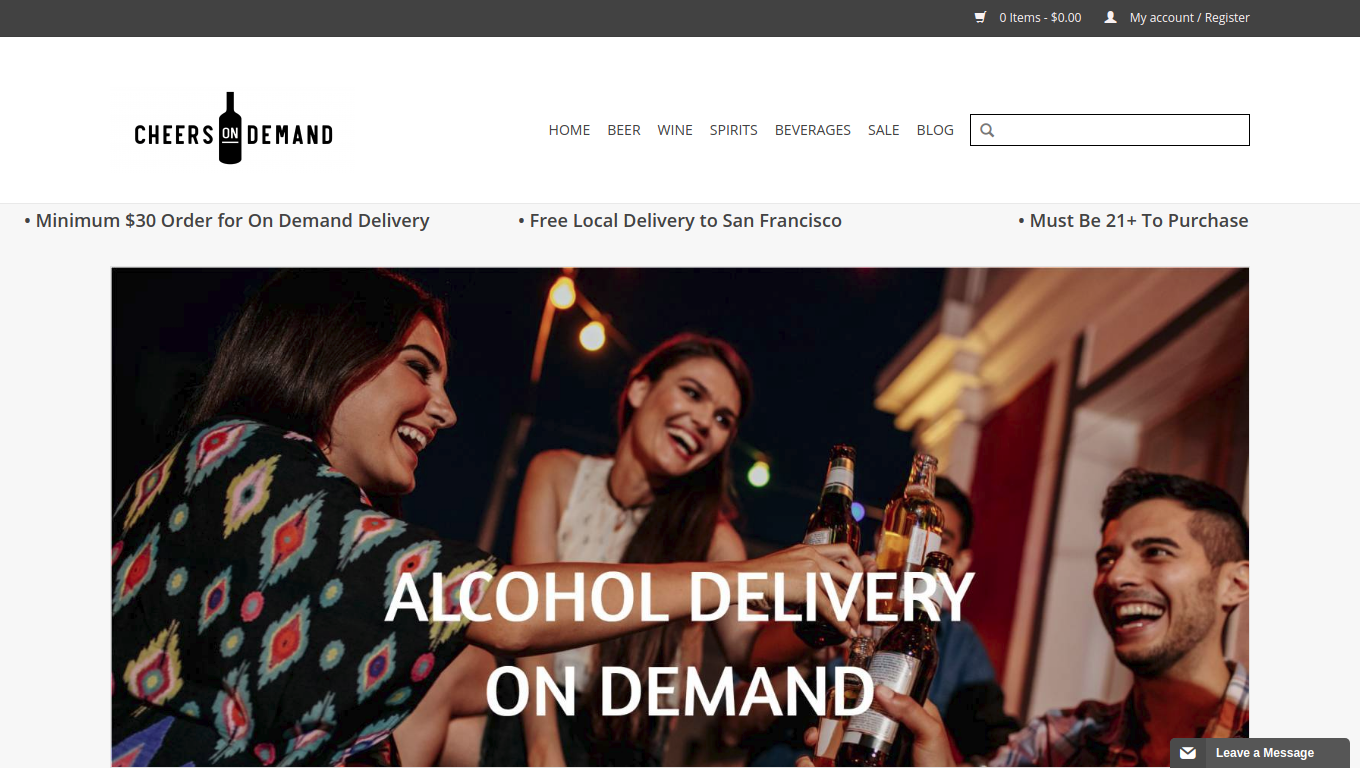 0 Items - $0.00
My account / Register
CHEERS ON DEMAND
HOME BEER WINE SPIRITS BEVERAGES SALE BLOG
• Minimum $30 Order for On Demand Delivery
• Free Local Delivery to San Francisco
• Must Be 21+ To Purchase
ALCOHOL DELIVERY
ON DEMAND
Leave a Message